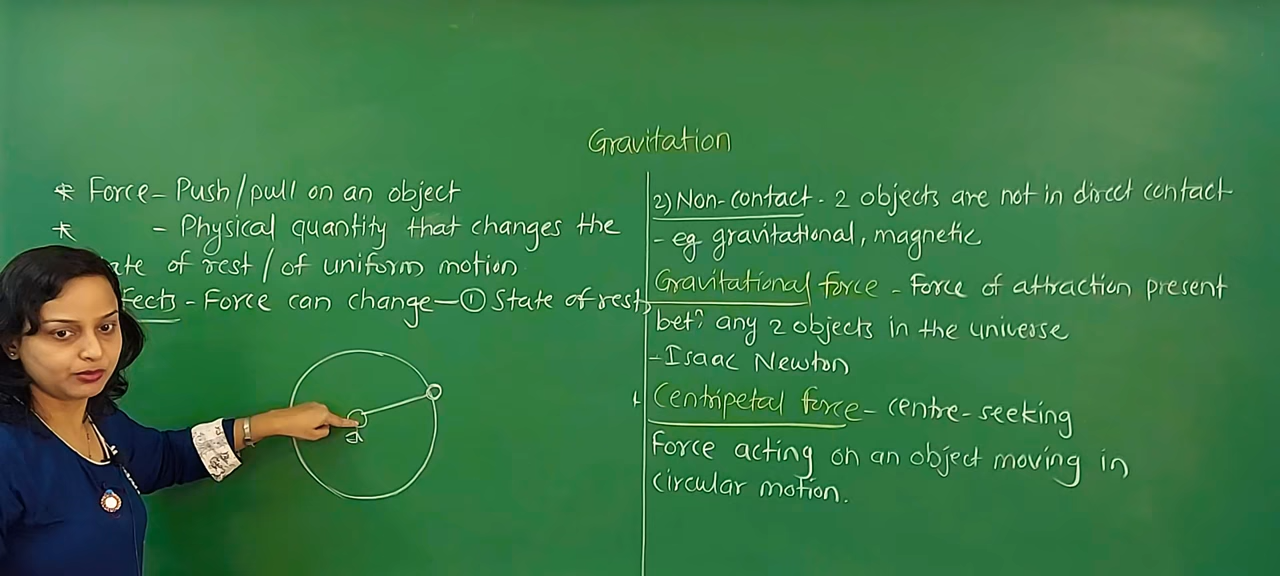 Gravitation
* Force - Push/pull on an object
* - Physical quantity that changes the
ate of rest / of uniform motion
fects - Force can change - ① State of rest,
2) Non-contact - 2 objects are not in direct contact
- eg gravitational, magnetic
Gravitational force - Force of attraction present
betn any 2 objects in the universe
- Isaac Newton
Centripetal force - centre-seeking
Force acting on an object moving in
circular motion.